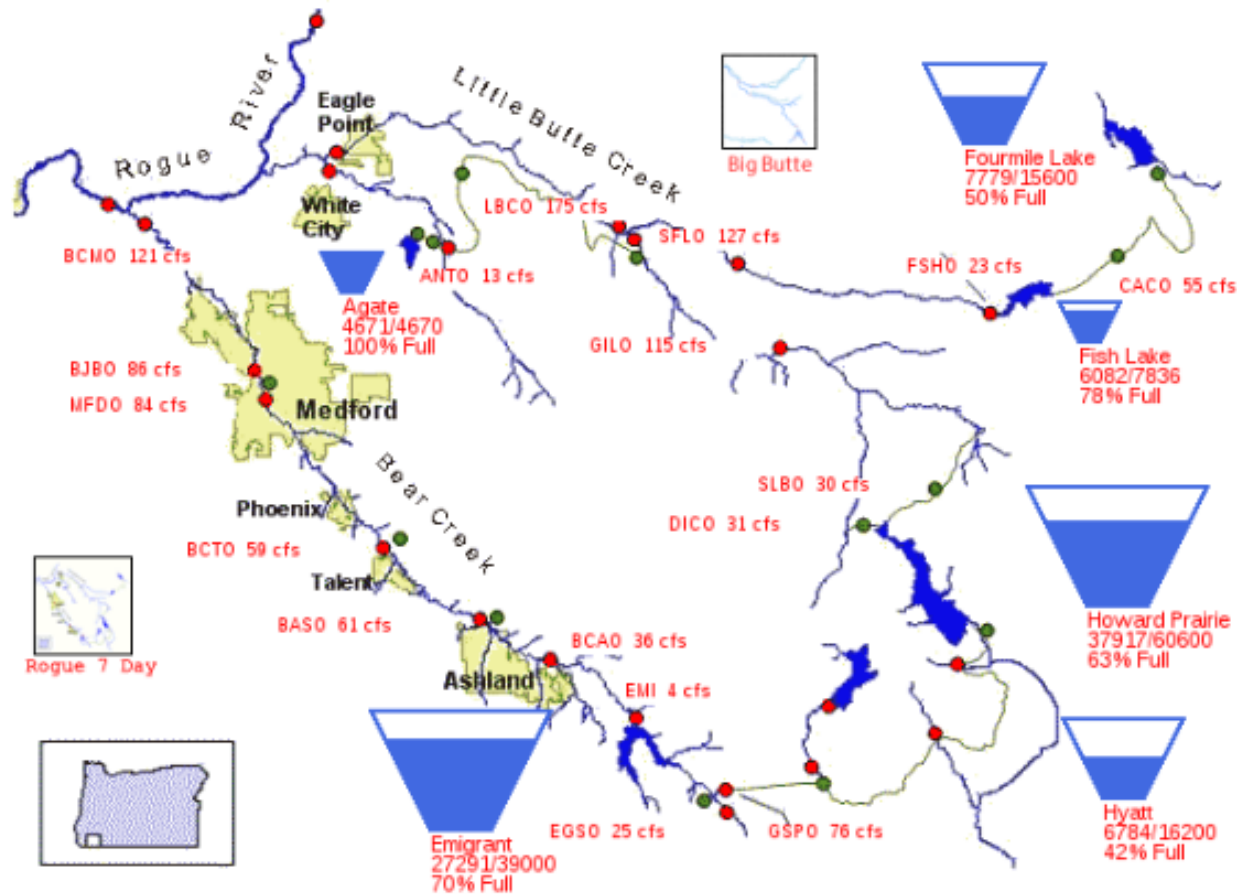 Rogue River
Eagle
Point
Little Butte Creek
Big Butte
Fourmile Lake
7779/15600
50% Full
White
City
LBCO 175 cfs
SFLO 127 cfs
BCMO 121 cfs
ANTO 13 cfs
FSHO 23 cfs
CACO 55 cfs
Agate
4671/4670
100% Full
GILO 115 cfs
Fish Lake
6082/7836
78% Full
BJBO 86 cfs
MFDO 84 cfs
Medford
Bear Creek
SLBO 30 cfs
Phoenix
DICO 31 cfs
BCTO 59 cfs
Talent
Howard Prairie
37917/60600
63% Full
BASO 61 cfs
BCAO 36 cfs
Rogue 7 Day
Ashland
EMI 4 cfs
EGSO 25 cfs
GSPO 76 cfs
Emigrant
27291/39000
70% Full
Hyatt
6784/16200
42% Full